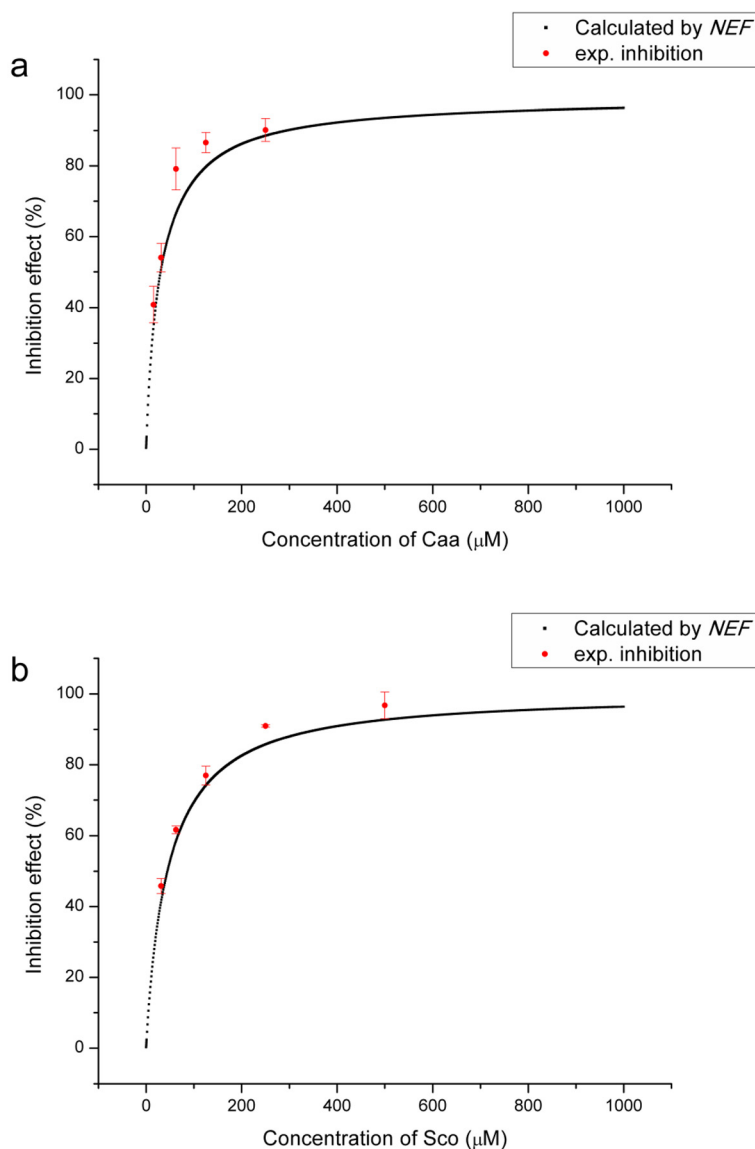 Calculated by NEF
exp. inhibition
a
100
80
60
40
20
0
Inhibition effect (%)
0 200 400 600 800 1000
Concentration of Caa (μM)
Calculated by NEF
exp. inhibition
b
100
80
60
40
20
0
Inhibition effect (%)
0 200 400 600 800 1000
Concentration of Sco (μM)